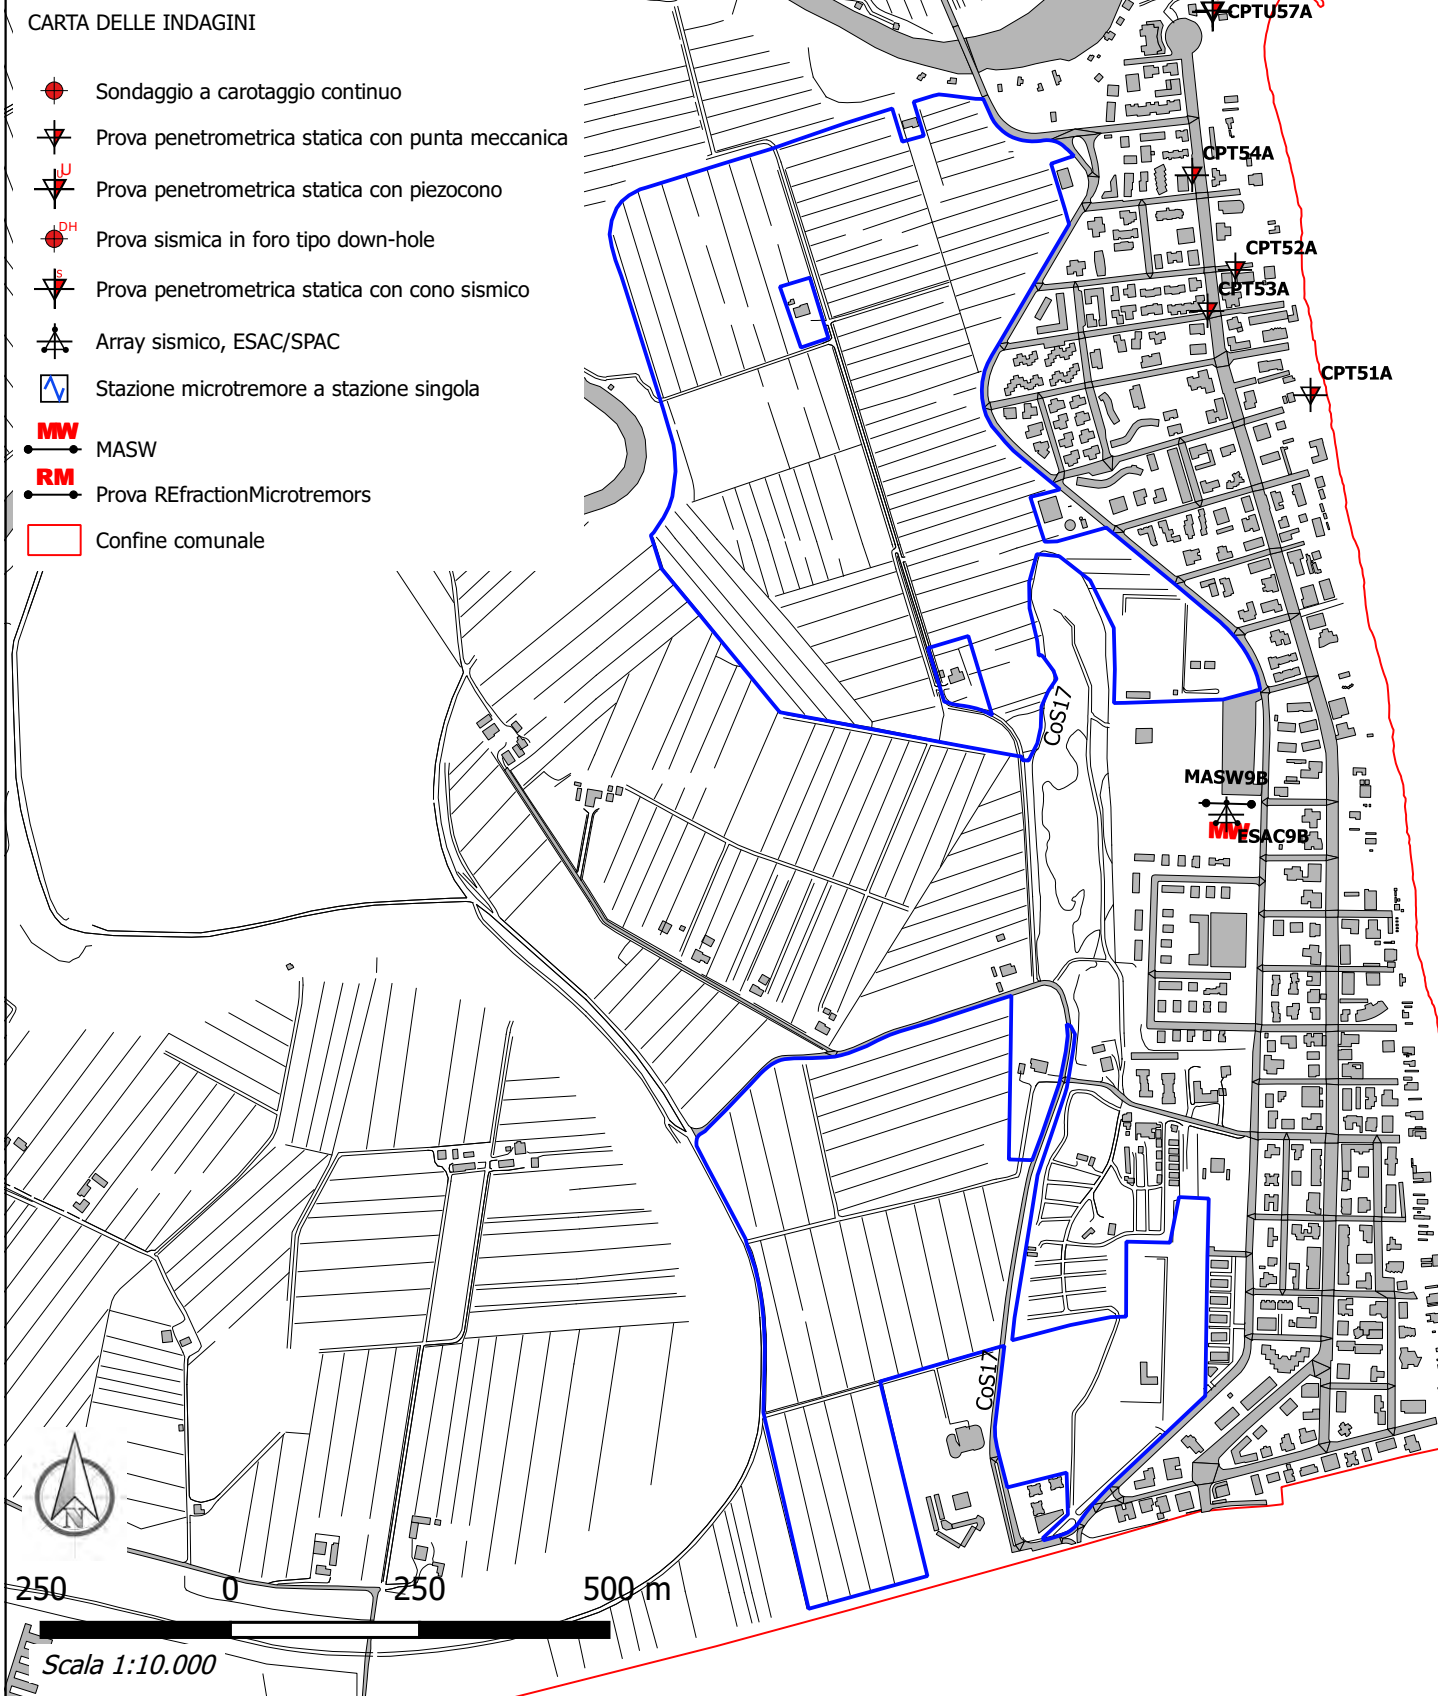 CARTA DELLE INDAGINI
Sondaggio a carotaggio continuo
Prova penetrometrica statica con punta meccanica
U U
Prova penetrometrica statica con piezocono
DH
Prova sismica in foro tipo down-hole
S
Prova penetrometrica statica con cono sismico
Array sismico, ESAC/SPAC
Stazione microtremore a stazione singola
MW
MASW
RM
Prova REfractionMicrotremors
Confine comunale
CPTU57A
CPT54A
CPT52A
CPT53A
CPT51A
CoS17
MASW9B
MW
ESAC9B
CoS17
N
250 0 250 500 m
Scala 1:10.000